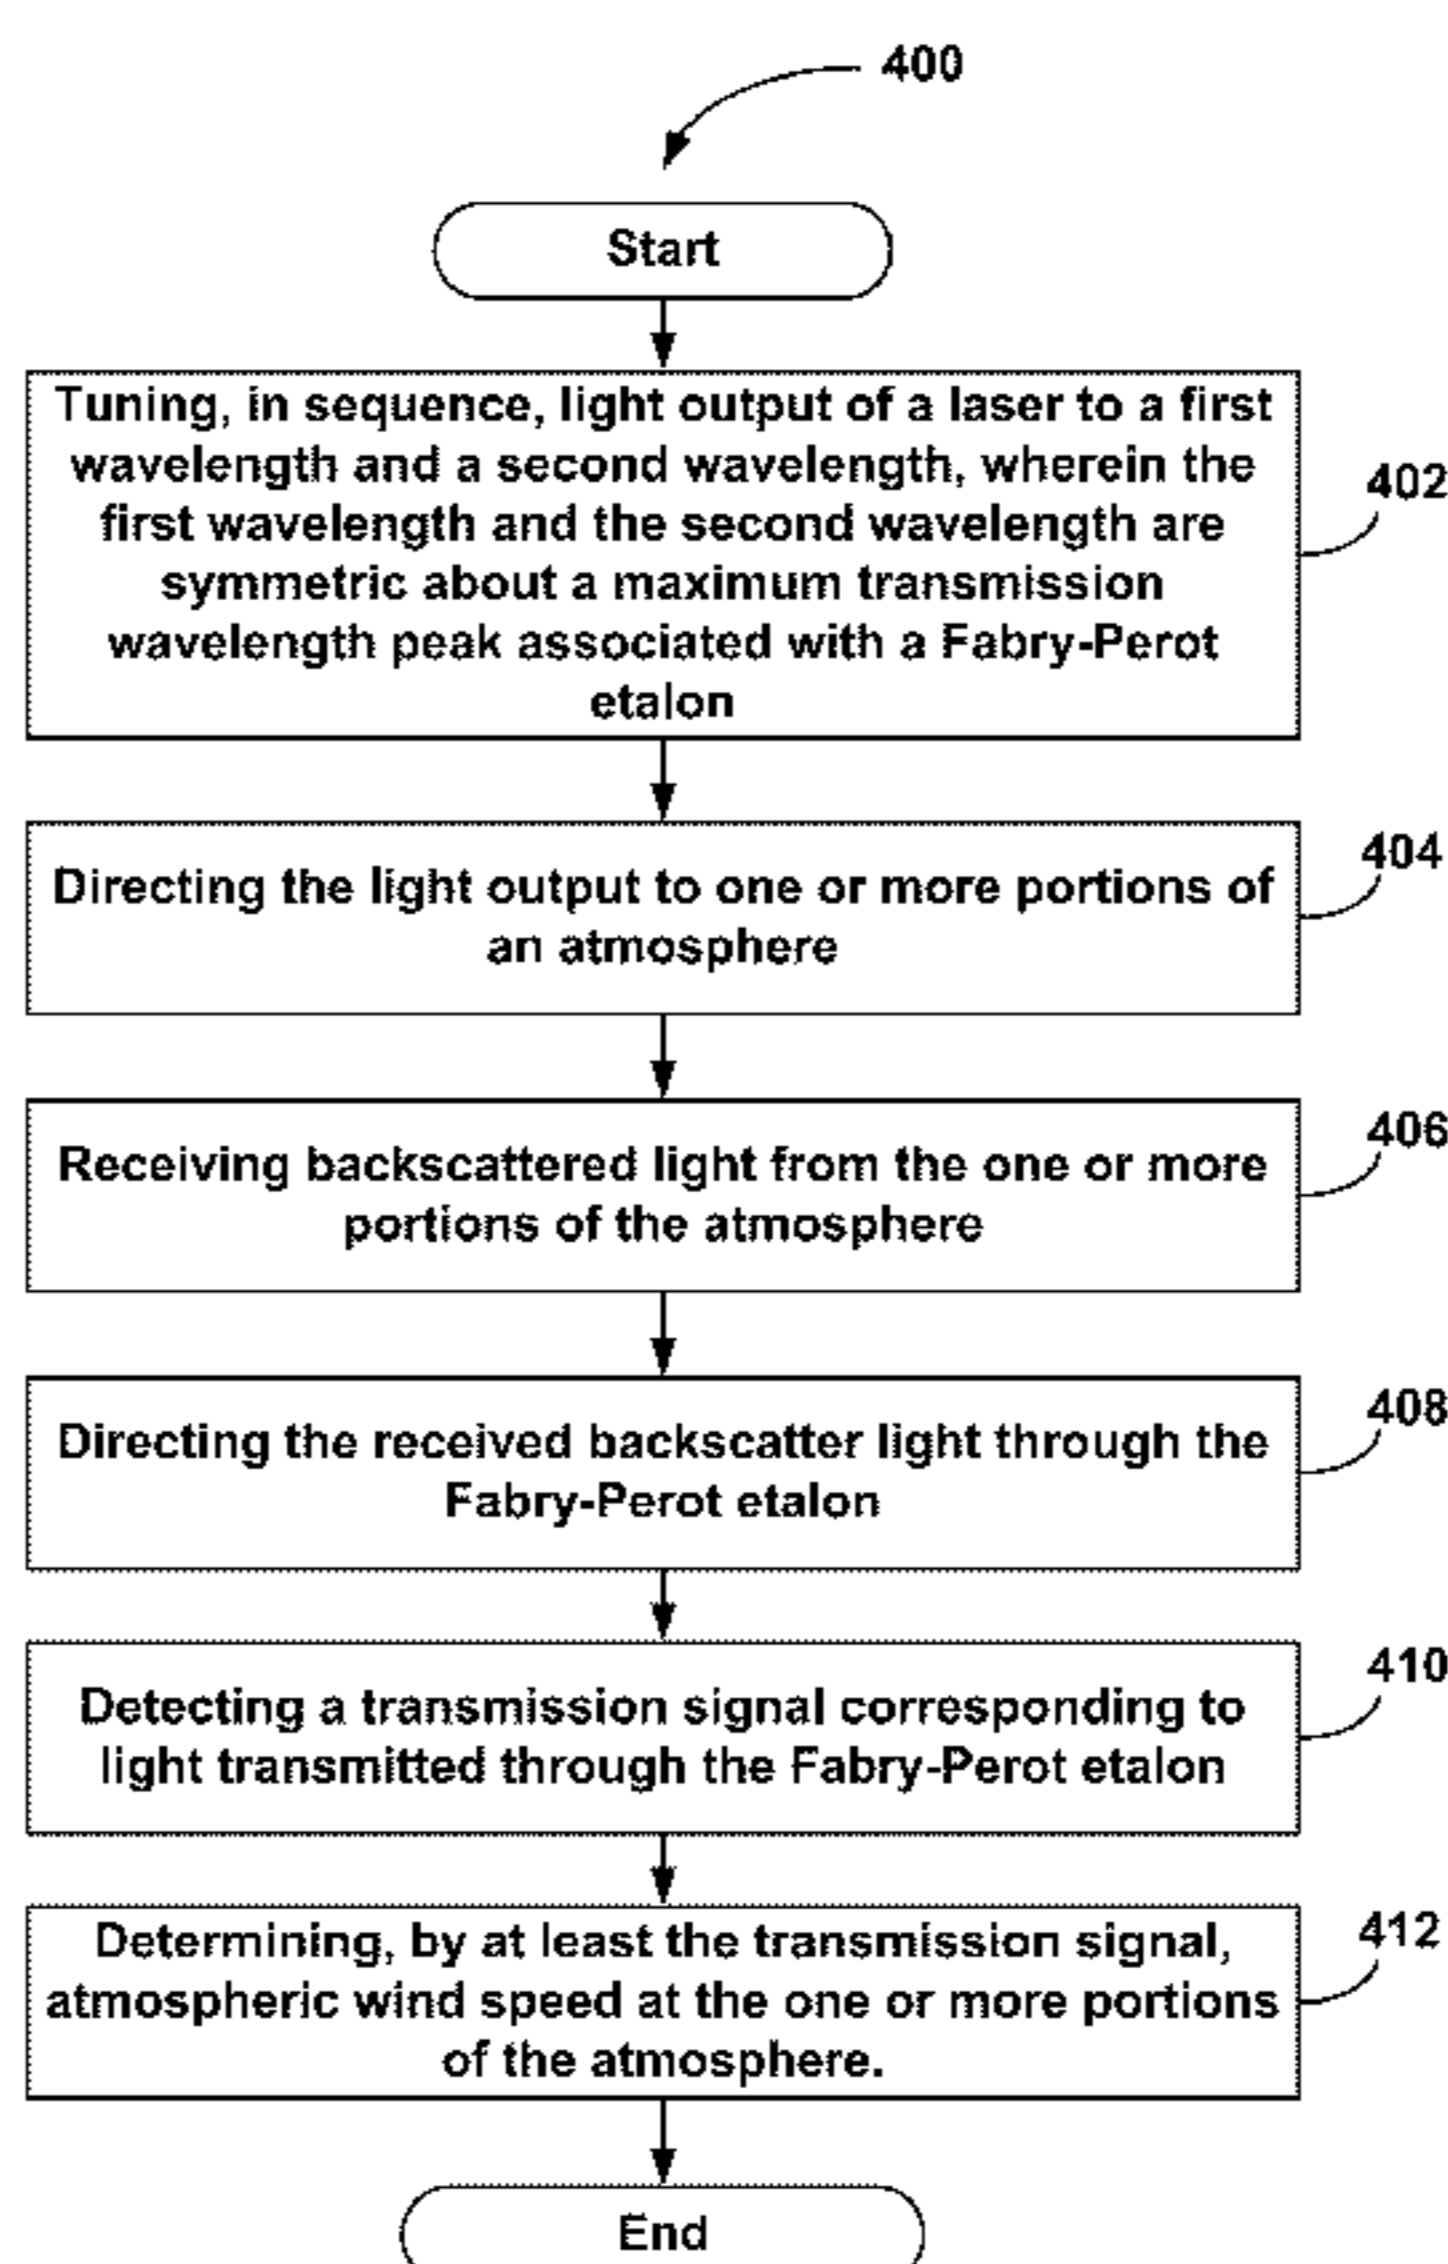 400
Start
Tuning, in sequence, light output of a laser to a first
wavelength and a second wavelength, wherein the
first wavelength and the second wavelength are
symmetric about a maximum transmission
wavelength peak associated with a Fabry-Perot
etalon
402
Directing the light output to one or more portions of
an atmosphere
404
Receiving backscattered light from the one or more
portions of the atmosphere
406
Directing the received backscatter light through the
Fabry-Perot etalon
408
Detecting a transmission signal corresponding to
light transmitted through the Fabry-Perot etalon
410
Determining, by at least the transmission signal,
atmospheric wind speed at the one or more portions
of the atmosphere.
412
End